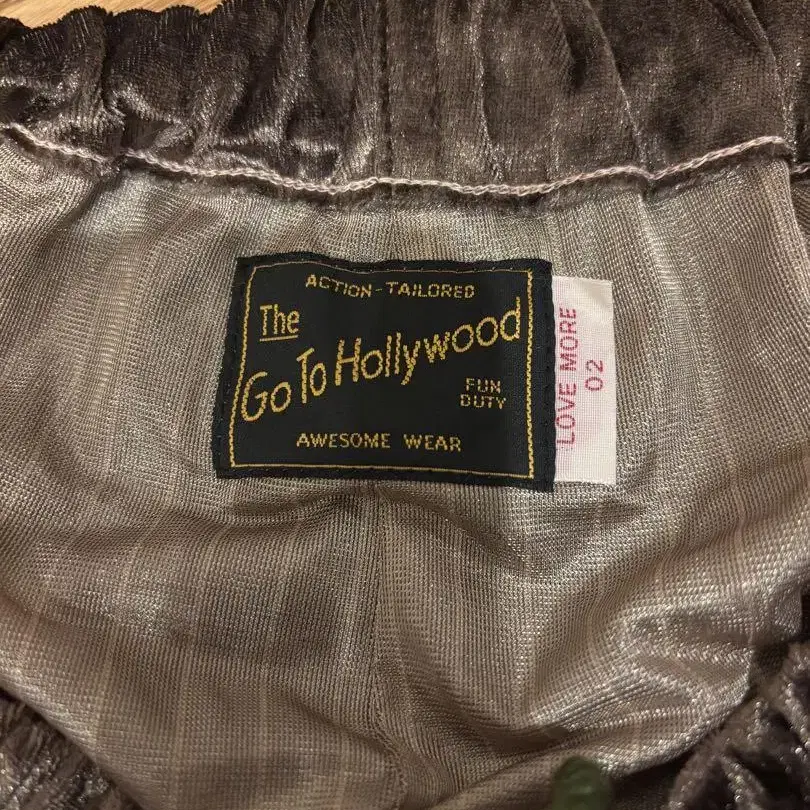 ACTION-TAILORED
The
Go To Hollywood
FUN
DUTY
AWESOME WEAR
LOVE MORE
02